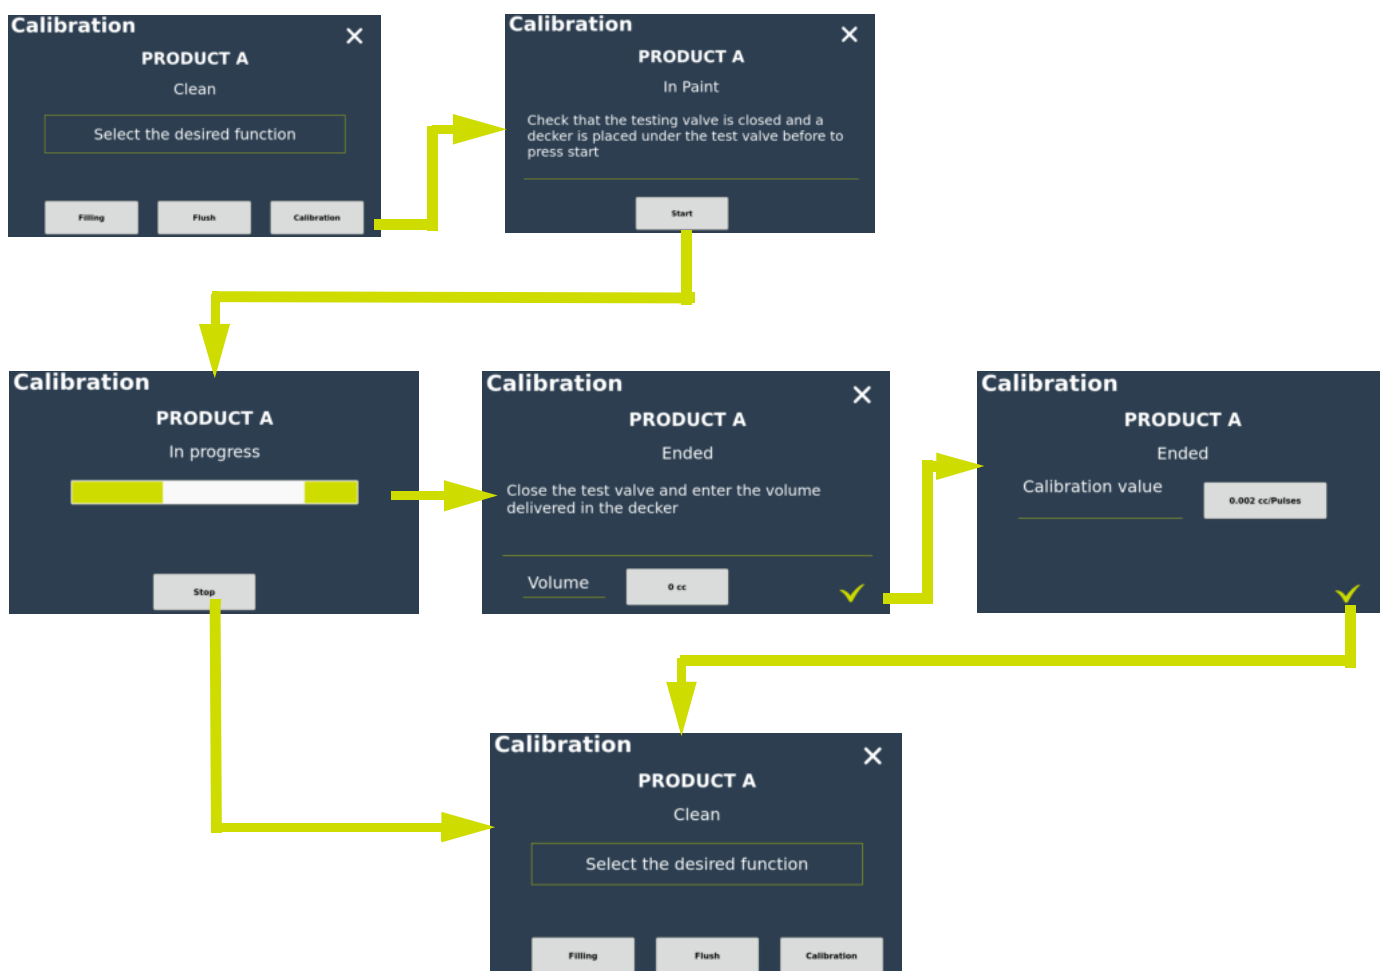 Calibration
PRODUCT A
Clean
Select the desired function
Filling
Flush
Calibration
Calibration
PRODUCT A
In Paint
Check that the testing valve is closed and a
decker is placed under the test valve before to
press start
Start
Calibration
PRODUCT A
In progress
Stop
Calibration
PRODUCT A
Ended
Close the test valve and enter the volume
delivered in the decker
Volume
0 cc
Calibration
PRODUCT A
Ended
Calibration value
0.002 cc/Pulses
Calibration
PRODUCT A
Clean
Select the desired function
Filling
Flush
Calibration